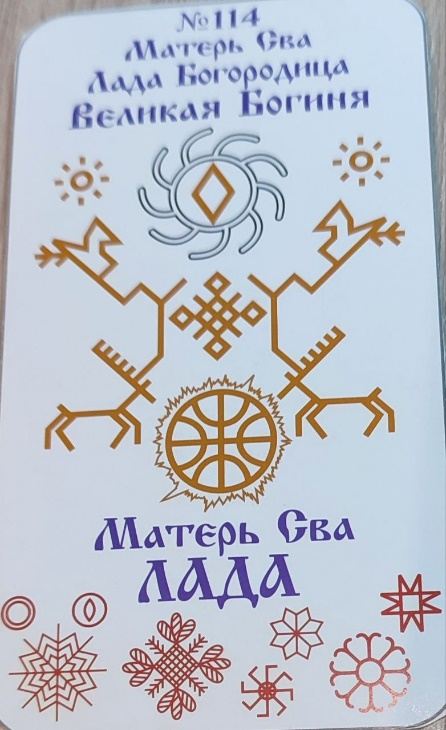 №114
Матерь Сва
Лада Богородица
Великая Богиня
Матерь Сва
ЛАДА